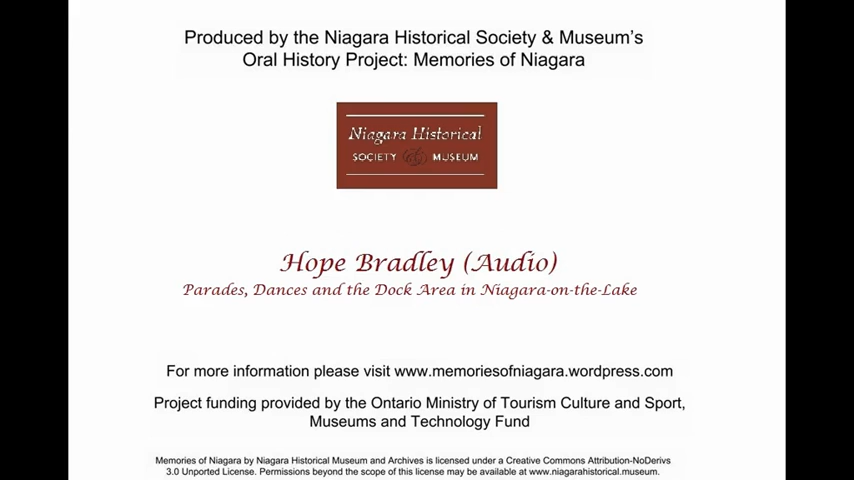 Produced by the Niagara Historical Society & Museum's
Oral History Project: Memories of Niagara
Niagara Historical
SOCIETY & MUSEUM
Hope Bradley (Audio)
Parades, Dances and the Dock Area in Niagara-on-the-Lake
For more information please visit www.memoriesofniagara.wordpress.com
Project funding provided by the Ontario Ministry of Tourism Culture and Sport,
Museums and Technology Fund
Memories of Niagara by Niagara Historical Museum and Archives is licensed under a Creative Commons Attribution-NoDerivs
3.0 Unported License. Permissions beyond the scope of this license may be available at www.niagarahistorical.museum.